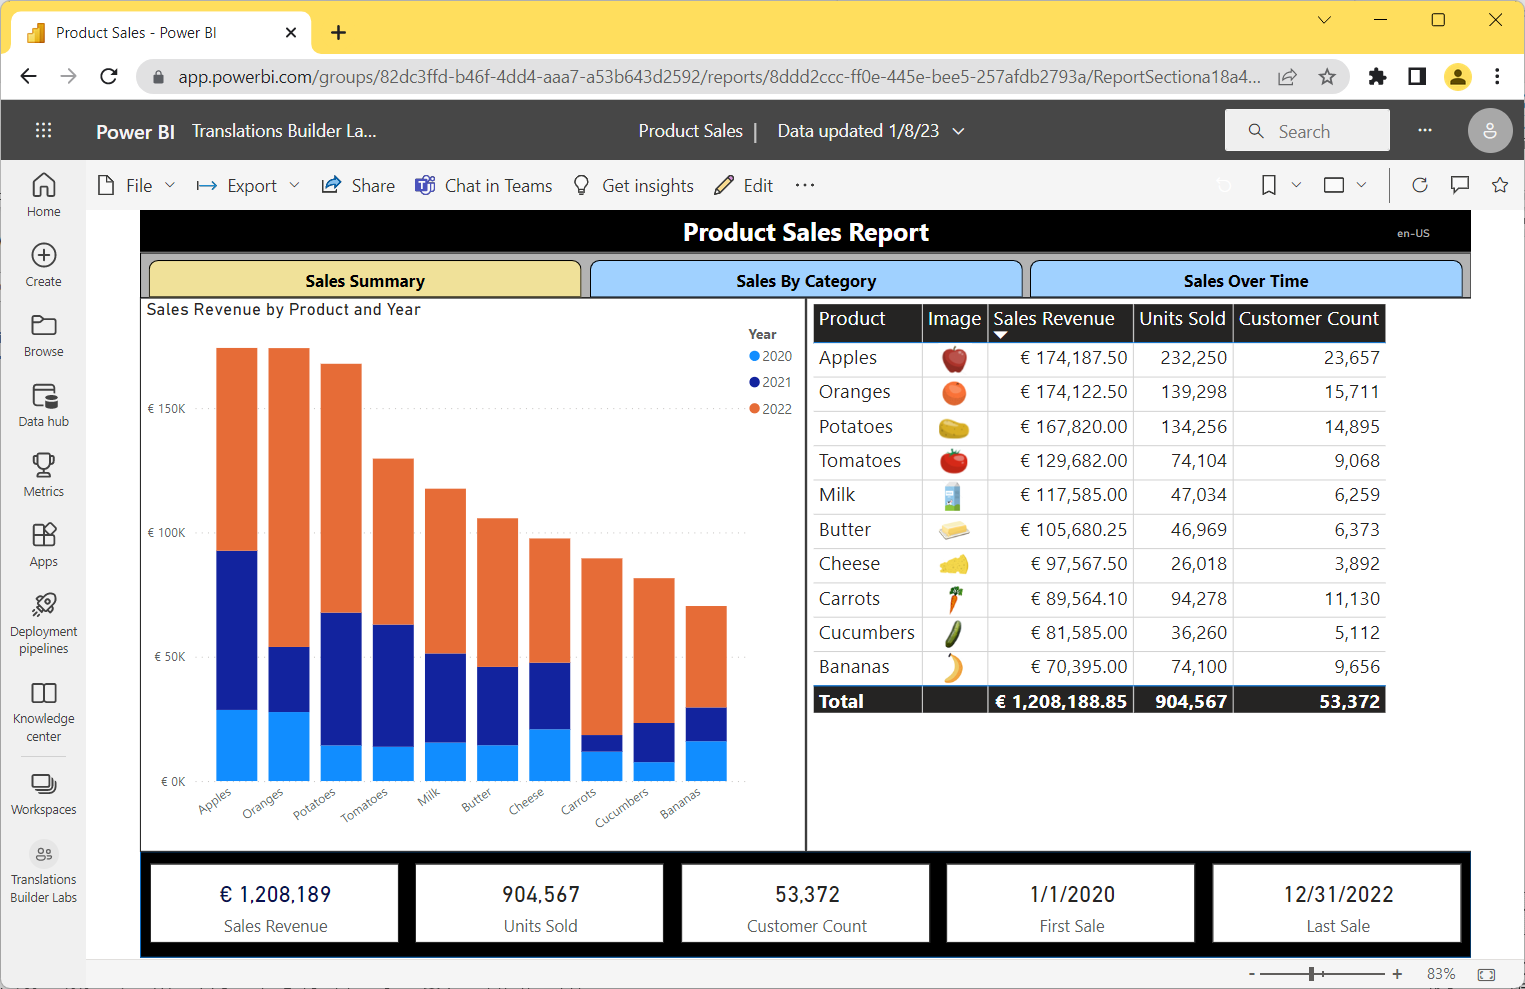 Product Sales - Power BI
app.powerbi.com/groups/82dc3ffd-b46f-4dd4-aaa7-a53b643d2592/reports/8ddd2ccc-ff0e-445e-bee5-257afdb2793a/ReportSectiona18a4...
Power BI Translations Builder La... Product Sales | Data updated 1/8/23 Search ...
File Export Share Chat in Teams Get insights Edit ...
Home
Create
Browse
Data hub
Metrics
Apps
Deployment
pipelines
Knowledge
center
Workspaces
Translations
Builder Labs
Product Sales Report en-US
Sales Summary Sales By Category Sales Over Time
Sales Revenue by Product and Year
Year
2020
2021
2022
€ 150K
€ 100K
€ 50K
€ 0K
Apples Oranges Potatoes Tomatoes Milk Butter Cheese Carrots Cucumbers Bananas
Product Image Sales Revenue Units Sold Customer Count
Apples € 174,187.50 232,250 23,657
Oranges € 174,122.50 139,298 15,711
Potatoes € 167,820.00 134,256 14,895
Tomatoes € 129,682.00 74,104 9,068
Milk € 117,585.00 47,034 6,259
Butter € 105,680.25 46,969 6,373
Cheese € 97,567.50 26,018 3,892
Carrots € 89,564.10 94,278 11,130
Cucumbers € 81,585.00 36,260 5,112
Bananas € 70,395.00 74,100 9,656
Total € 1,208,188.85 904,567 53,372
€ 1,208,189 904,567 53,372 1/1/2020 12/31/2022
Sales Revenue Units Sold Customer Count First Sale Last Sale
- + 83%